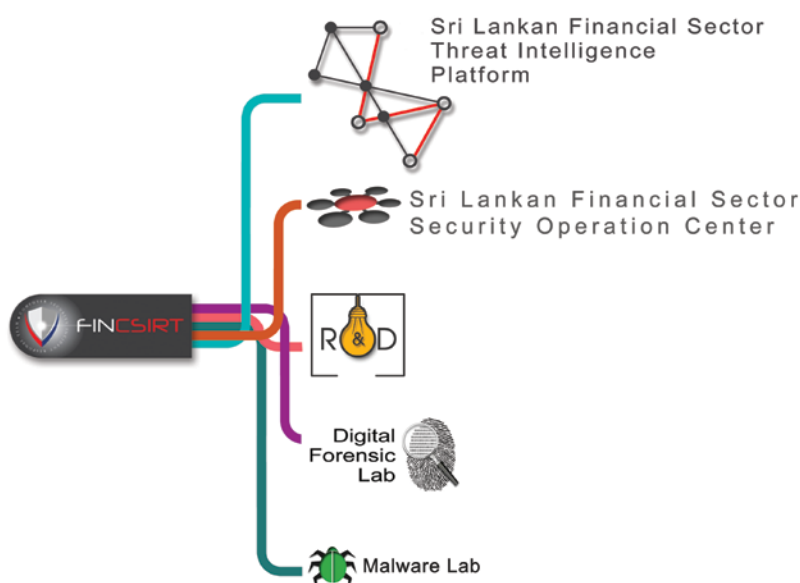 Sri Lankan Financial Sector
Threat Intelligence
Platform
Sri Lankan Financial Sector
Security Operation Center
FINCSIRT
R&D
Digital
Forensic
Lab
Malware Lab